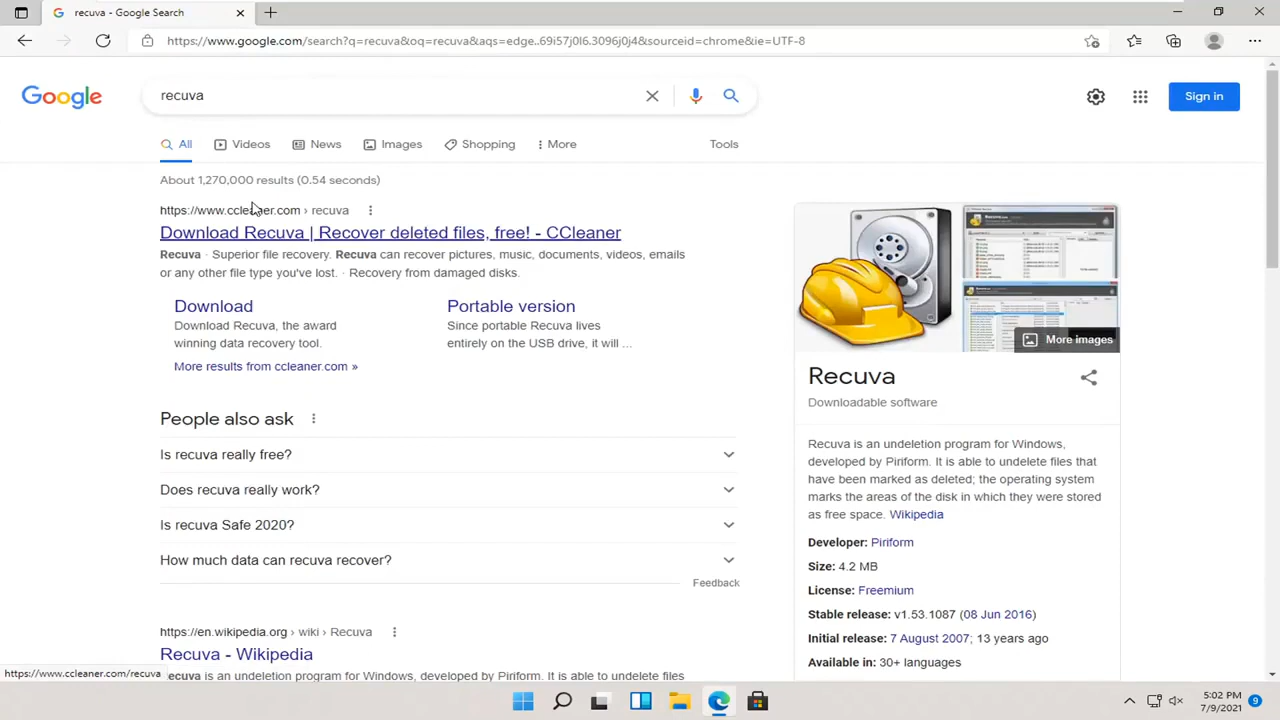 recuva - Google Search
https://www.google.com/search?q=recuva&oq=recuva&aqs=edge..69i57j0l6.3096j0j4&sourceid=chrome&ie=UTF-8
Google
recuva
Sign in
All
Videos
News
Images
Shopping
More
Tools
About 1,270,000 results (0.54 seconds)
https://www.ccleaner.com › recuva
Download Recuva | Recover deleted files, free! - CCleaner
Recuva · Superior file recovery · Recuva can recover pictures, music, documents, videos, emails
or any other file type you've lost. · Recovery from damaged disks.
Download
Download Recuva, the award
winning data recovery tool.
Portable version
Since portable Recuva lives
entirely on the USB drive, it will ...
More results from ccleaner.com »
People also ask
Is recuva really free?
Does recuva really work?
Is recuva Safe 2020?
How much data can recuva recover?
Feedback
https://en.wikipedia.org › wiki › Recuva
Recuva - Wikipedia
Recuva is an undeletion program for Windows, developed by Piriform. It is able to undelete files
https://www.ccleaner.com/recuva
More images
Recuva
Downloadable software
Recuva is an undeletion program for Windows,
developed by Piriform. It is able to undelete files that
have been marked as deleted; the operating system
marks the areas of the disk in which they were stored
as free space. Wikipedia
Developer: Piriform
Size: 4.2 MB
License: Freemium
Stable release: v1.53.1087 (08 Jun 2016)
Initial release: 7 August 2007; 13 years ago
Available in: 30+ languages
5:02 PM
7/9/2021
9